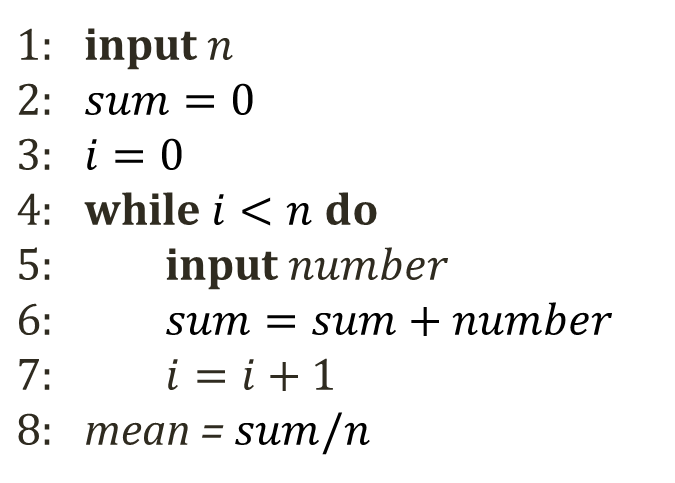 1: input n
2: sum = 0
3: i = 0
4: while i < n do
5: input number
6: sum = sum + number
7: i = i + 1
8: mean = sum/n